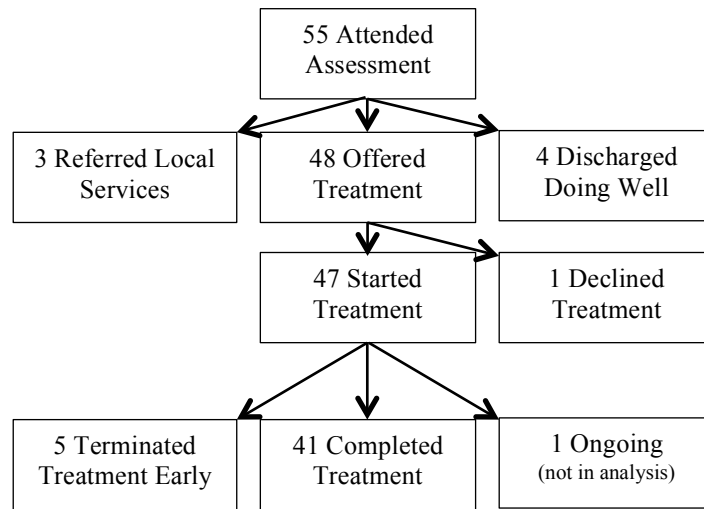 55 Attended
Assessment
3 Referred Local
Services
48 Offered
Treatment
4 Discharged
Doing Well
47 Started
Treatment
1 Declined
Treatment
5 Terminated
Treatment Early
41 Completed
Treatment
1 Ongoing
(not in analysis)